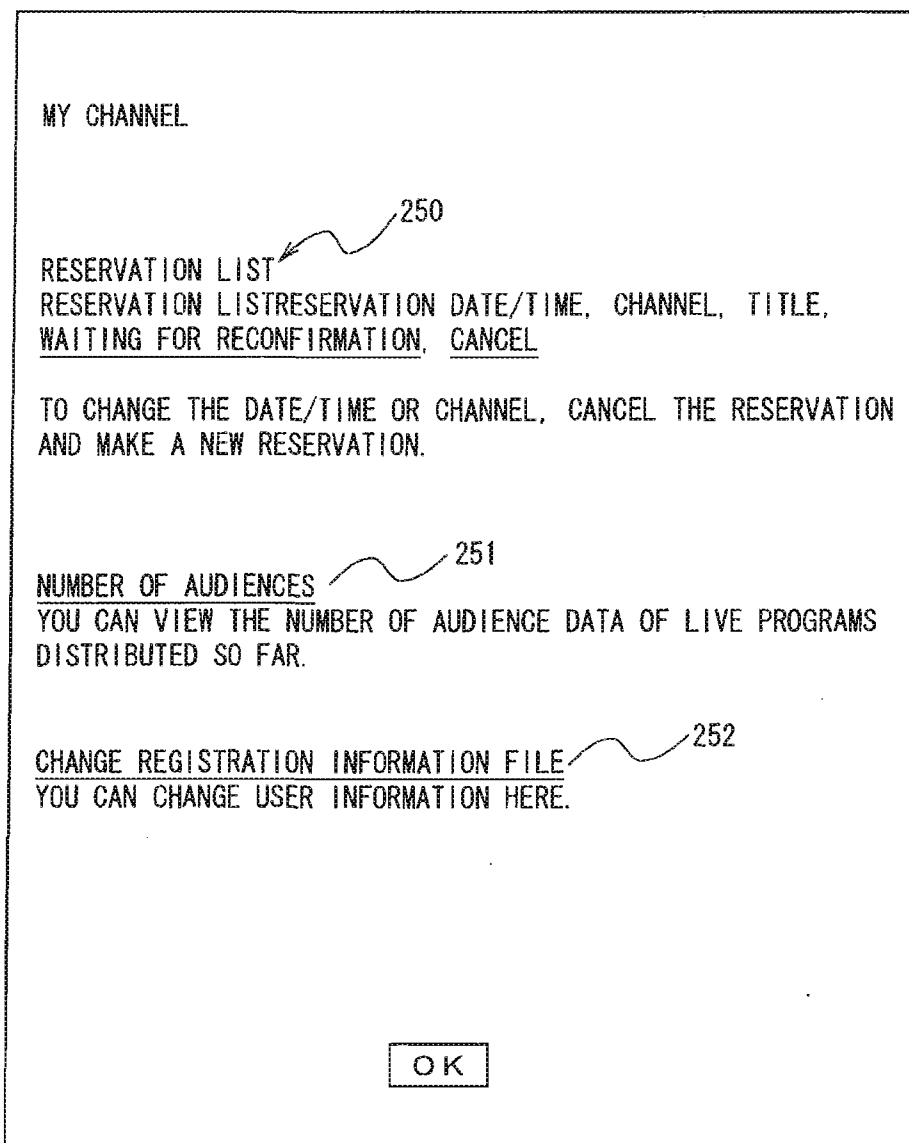 MY CHANNEL
250
RESERVATION LIST
RESERVATION LISTRESERVATION DATE/TIME, CHANNEL, TITLE,
WAITING FOR RECONFIRMATION, CANCEL
TO CHANGE THE DATE/TIME OR CHANNEL, CANCEL THE RESERVATION
AND MAKE A NEW RESERVATION.
251
NUMBER OF AUDIENCES
YOU CAN VIEW THE NUMBER OF AUDIENCE DATA OF LIVE PROGRAMS
DISTRIBUTED SO FAR.
252
CHANGE REGISTRATION INFORMATION FILE
YOU CAN CHANGE USER INFORMATION HERE.
OK